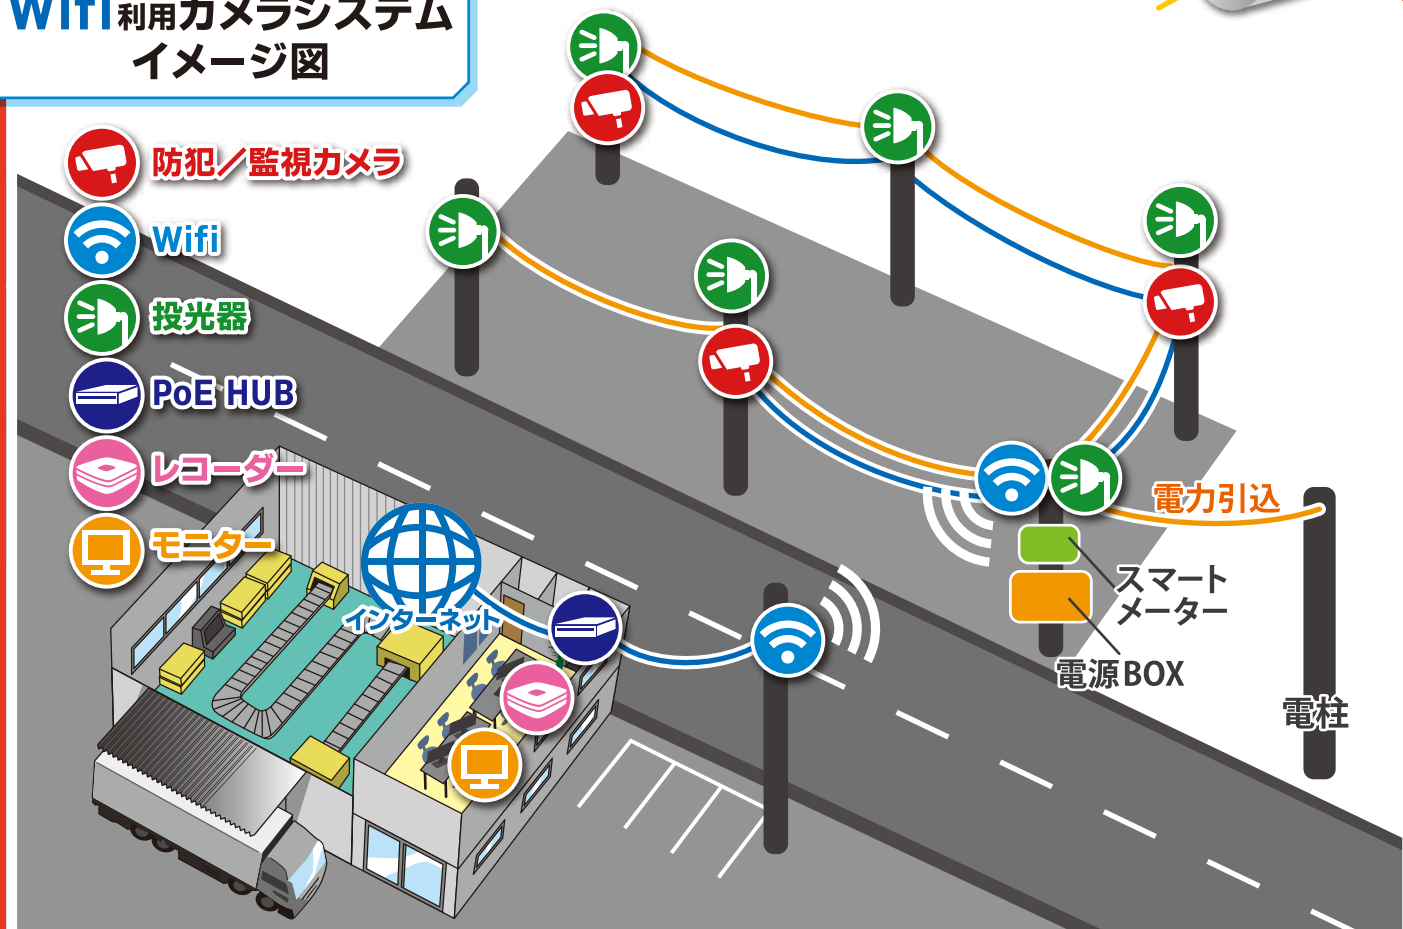 Wifi利用カメラシステム
イメージ図
防犯／監視カメラ
Wifi
投光器
PoE HUB
レコーダー
モニター
インターネット
電力引込
スマート
メーター
電源BOX
電柱